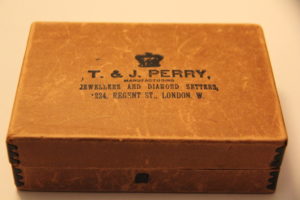 T. & J. PERRY,
MANUFACTURING
JEWELLERS AND DIAMOND SETTERS,
224, REGENT ST., LONDON, W.